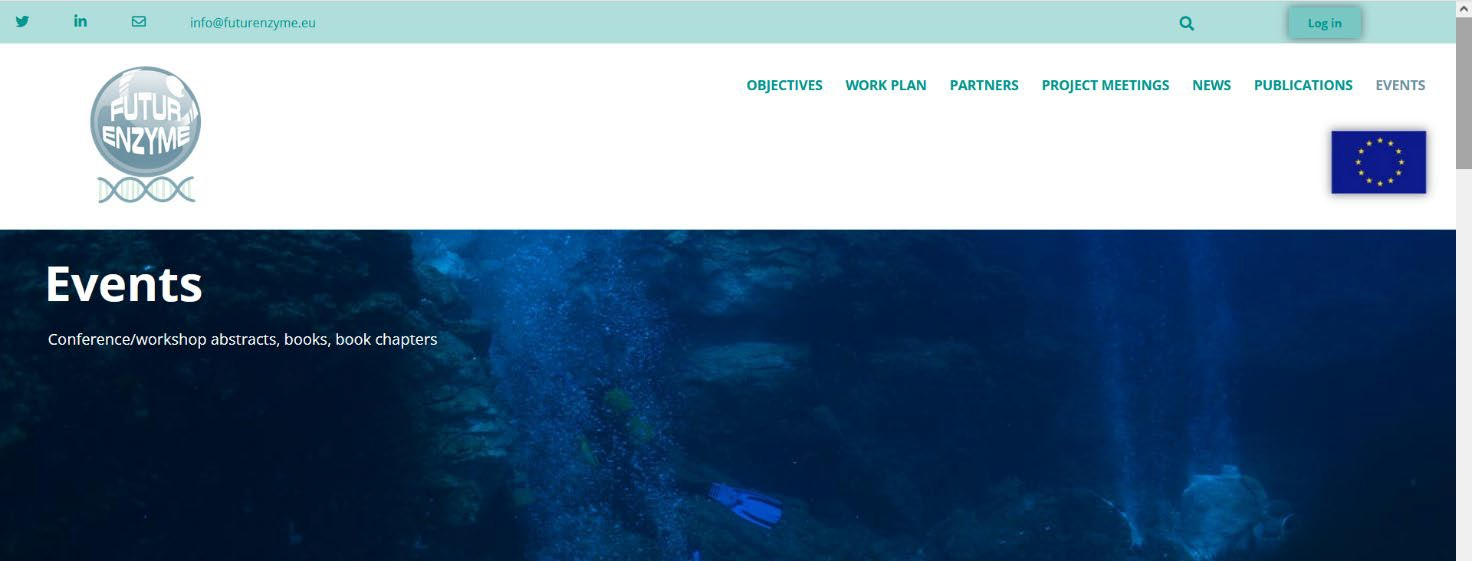 info@futurenzyme.eu
Log in
FUTUR
ENZYME
OBJECTIVES WORK PLAN PARTNERS PROJECT MEETINGS NEWS PUBLICATIONS EVENTS
Events
Conference/workshop abstracts, books, book chapters